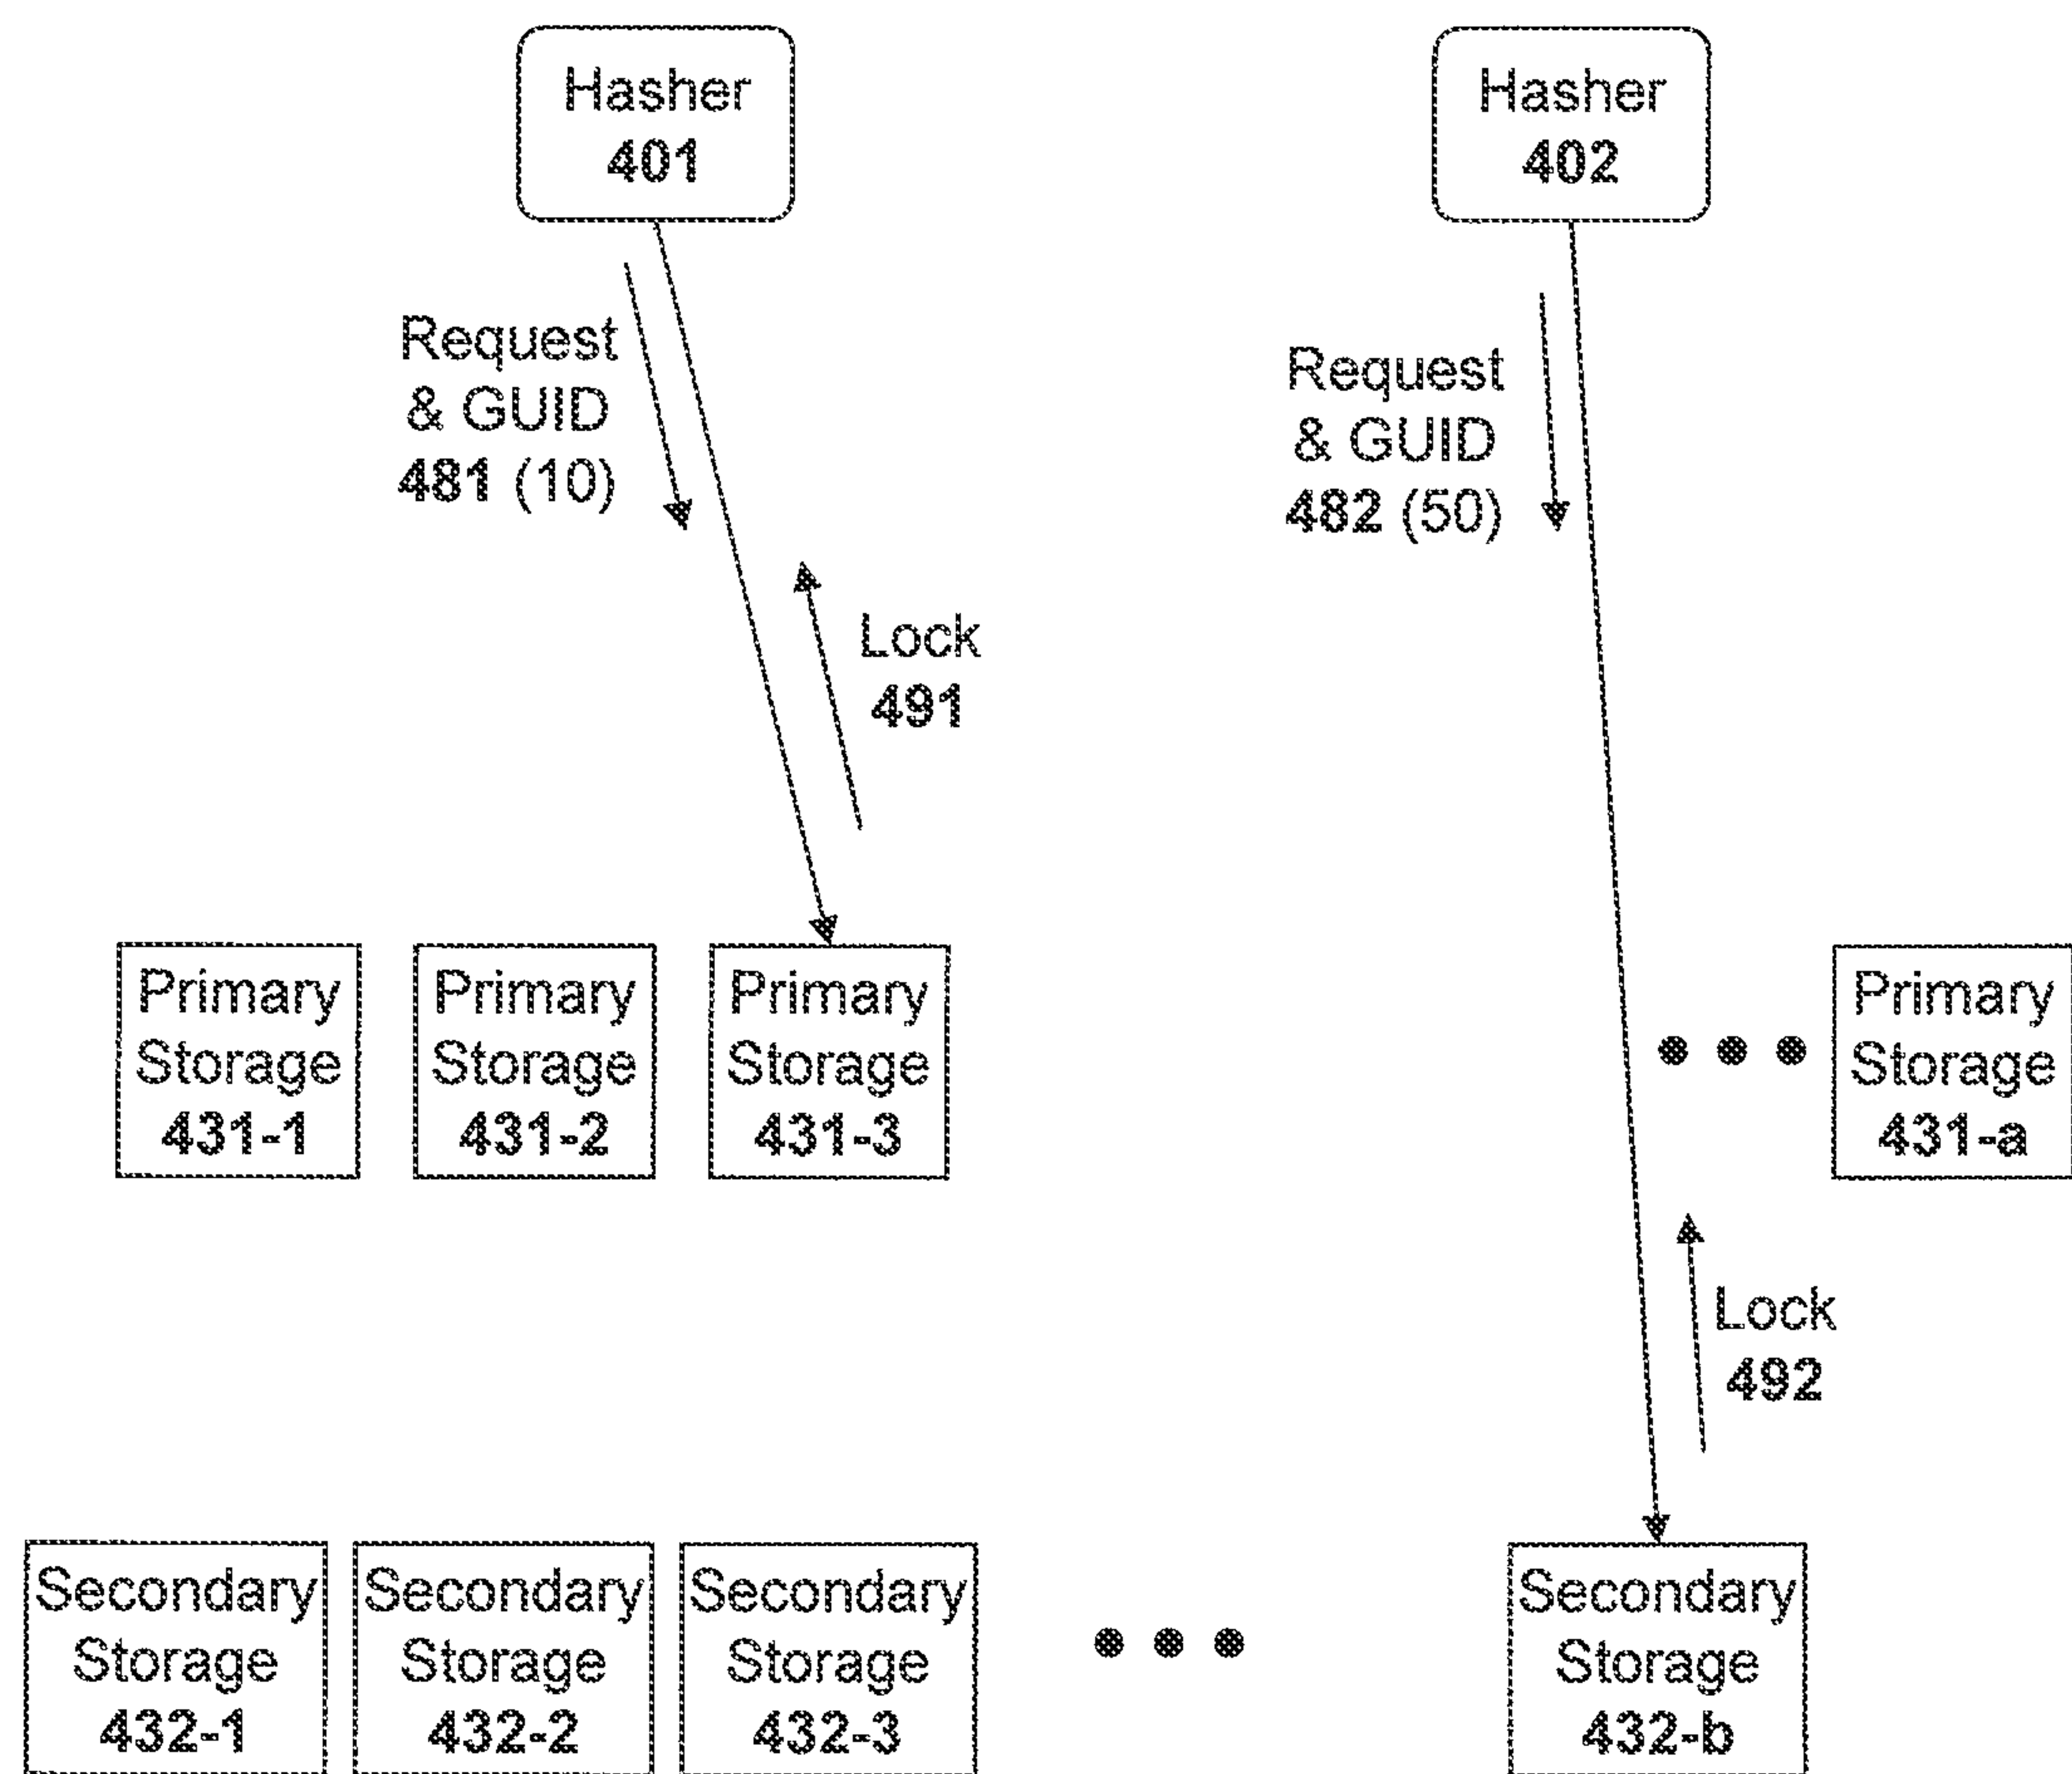 Hasher
401
Hasher
402
Request
& GUID
481 (10)
Request
& GUID
482 (50)
Lock
491
Primary
Storage
431-1
Primary
Storage
431-2
Primary
Storage
431-3
Primary
Storage
431-a
Lock
492
Secondary
Storage
432-1
Secondary
Storage
432-2
Secondary
Storage
432-3
Secondary
Storage
432-b